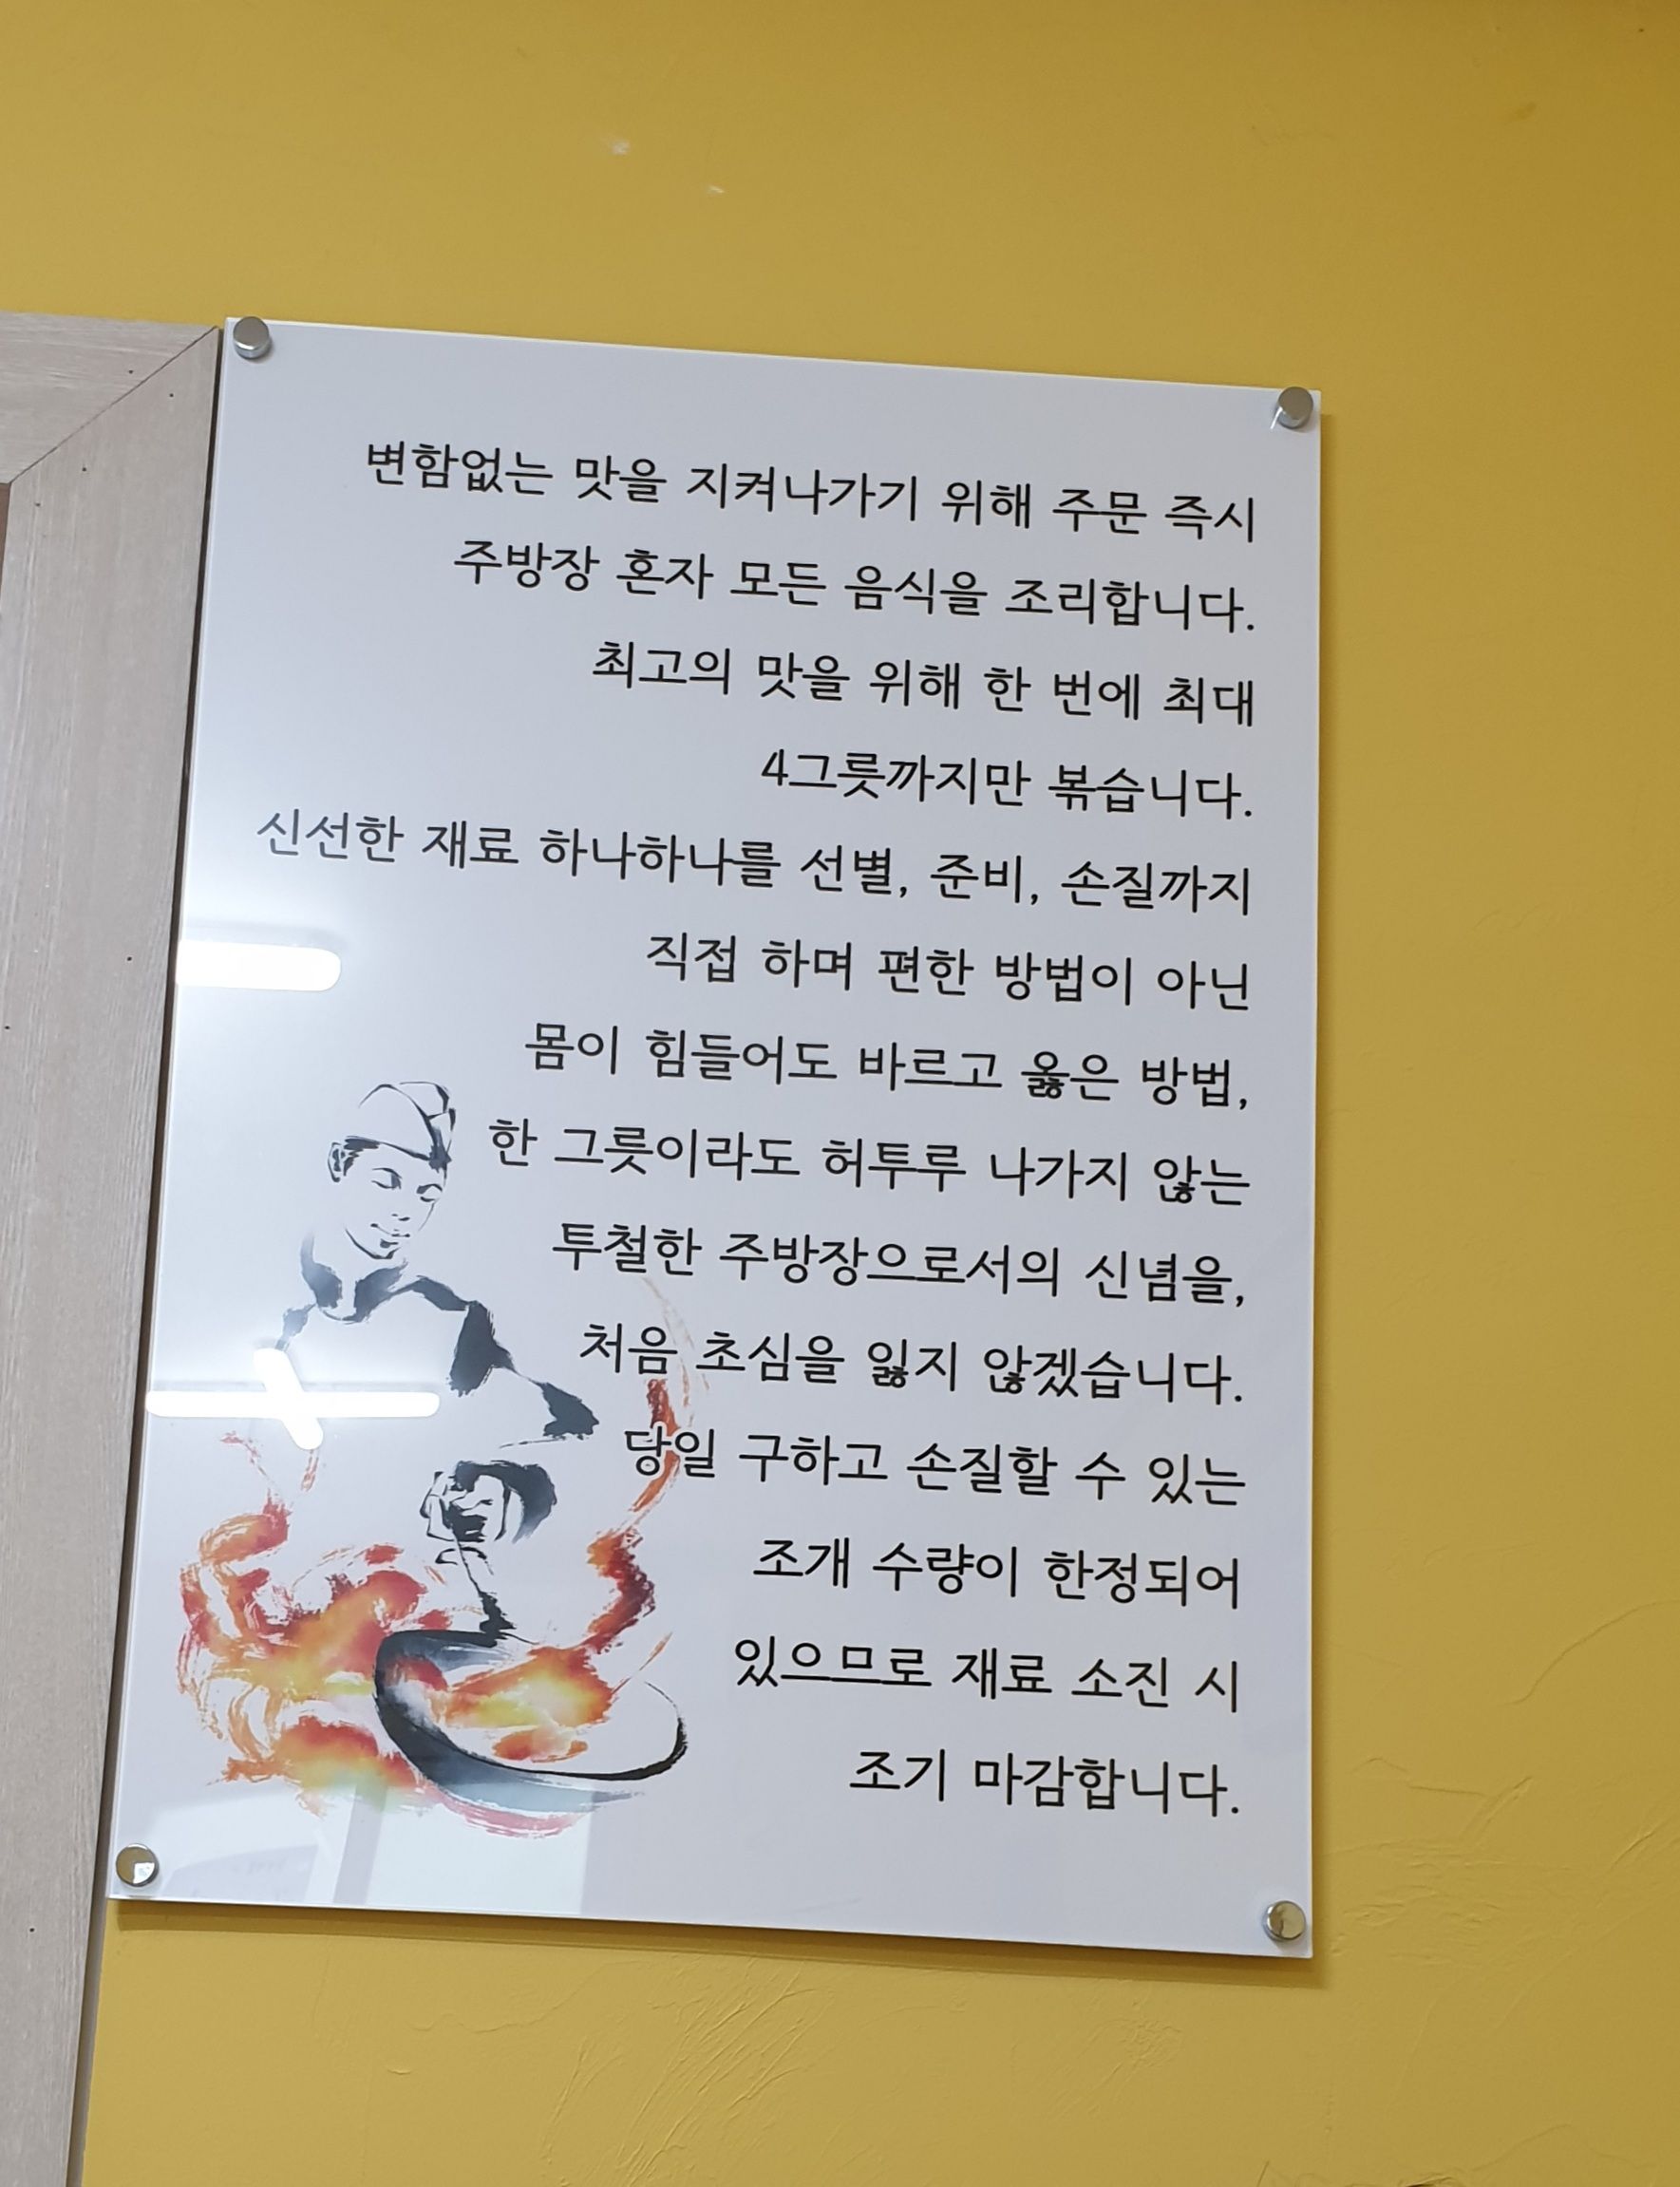 변함없는 맛을 지켜나가기 위해 주문 즉시
주방장 혼자 모든 음식을 조리합니다.
최고의 맛을 위해 한 번에 최대
4그릇까지만 볶습니다.
신선한 재료 하나하나를 선별, 준비, 손질까지
직접 하며 편한 방법이 아닌
몸이 힘들어도 바르고 옳은 방법,
한 그릇이라도 허투루 나가지 않는
투철한 주방장으로서의 신념을,
처음 초심을 잃지 않겠습니다.
당일 구하고 손질할 수 있는
조개 수량이 한정되어
있으므로 재료 소진 시
조기 마감합니다.